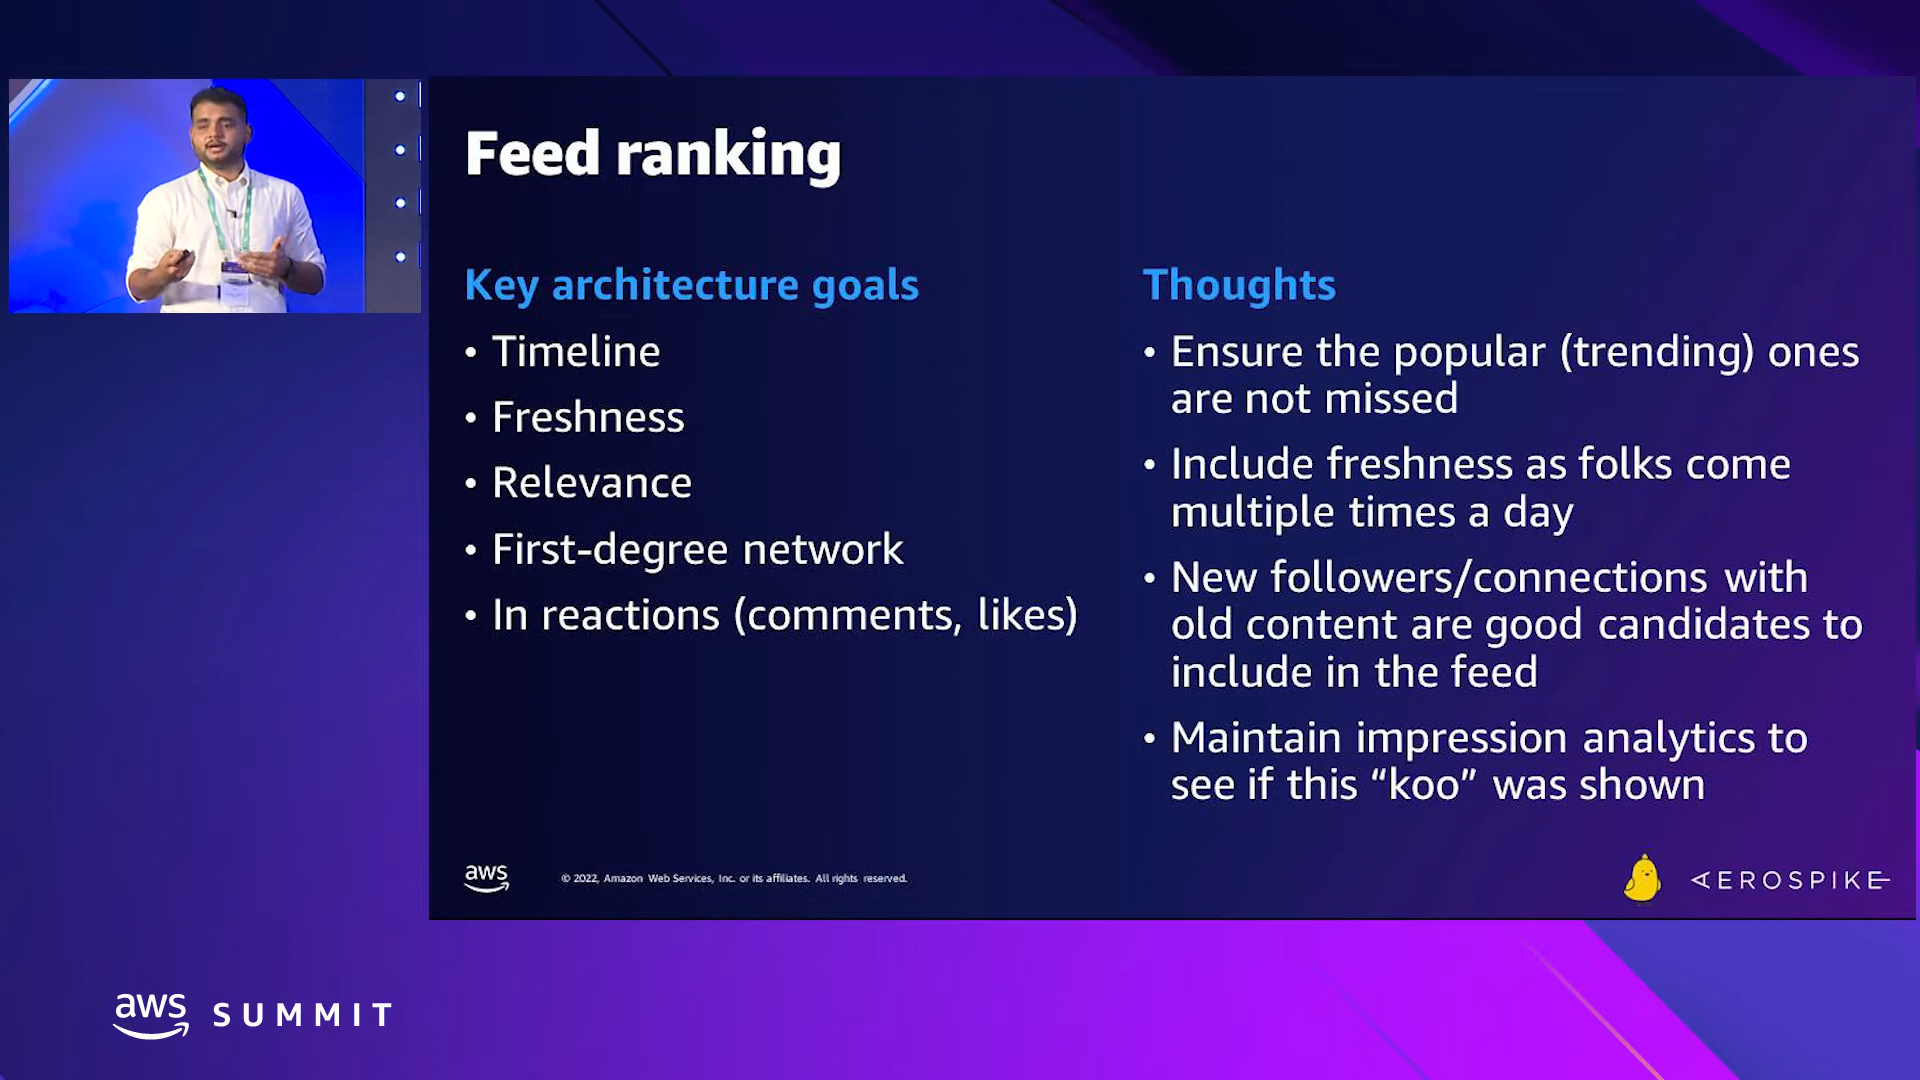 Feed ranking
Key architecture goals
• Timeline
• Freshness
• Relevance
• First-degree network
• In reactions (comments, likes)
Thoughts
• Ensure the popular (trending) ones
are not missed
• Include freshness as folks come
multiple times a day
• New followers/connections with
old content are good candidates to
include in the feed
• Maintain impression analytics to
see if this “koo” was shown
aws
© 2022, Amazon Web Services, Inc. or its affiliates. All rights reserved.
AEROSPIKE
aws SUMMIT